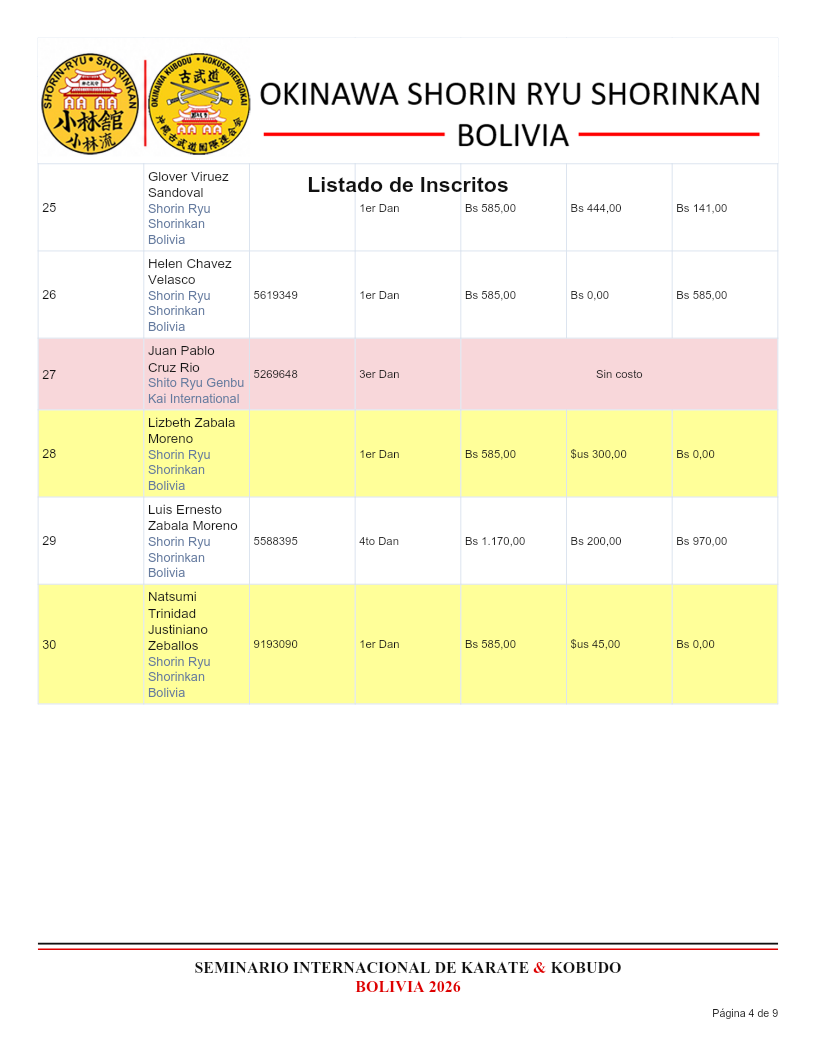 SHORIN-RYU • SHORINKAN
小林舘
小林流
OKINAWA KUBODU • KOKUSAIRENGOKAI
古武道
沖縄古武道国際連合会
OKINAWA SHORIN RYU SHORINKAN
BOLIVIA
Listado de Inscritos
25
Glover Viruez
Sandoval
Shorin Ryu
Shorinkan
Bolivia
1er Dan
Bs 585,00
Bs 444,00
Bs 141,00
26
Helen Chavez
Velasco
Shorin Ryu
Shorinkan
Bolivia
5619349
1er Dan
Bs 585,00
Bs 0,00
Bs 585,00
27
Juan Pablo
Cruz Rio
Shito Ryu Genbu
Kai International
5269648
3er Dan
Sin costo
28
Lizbeth Zabala
Moreno
Shorin Ryu
Shorinkan
Bolivia
1er Dan
Bs 585,00
$us 300,00
Bs 0,00
29
Luis Ernesto
Zabala Moreno
Shorin Ryu
Shorinkan
Bolivia
5588395
4to Dan
Bs 1.170,00
Bs 200,00
Bs 970,00
30
Natsumi
Trinidad
Justiniano
Zeballos
Shorin Ryu
Shorinkan
Bolivia
9193090
1er Dan
Bs 585,00
$us 45,00
Bs 0,00
SEMINARIO INTERNACIONAL DE KARATE & KOBUDO
BOLIVIA 2026
Página 4 de 9